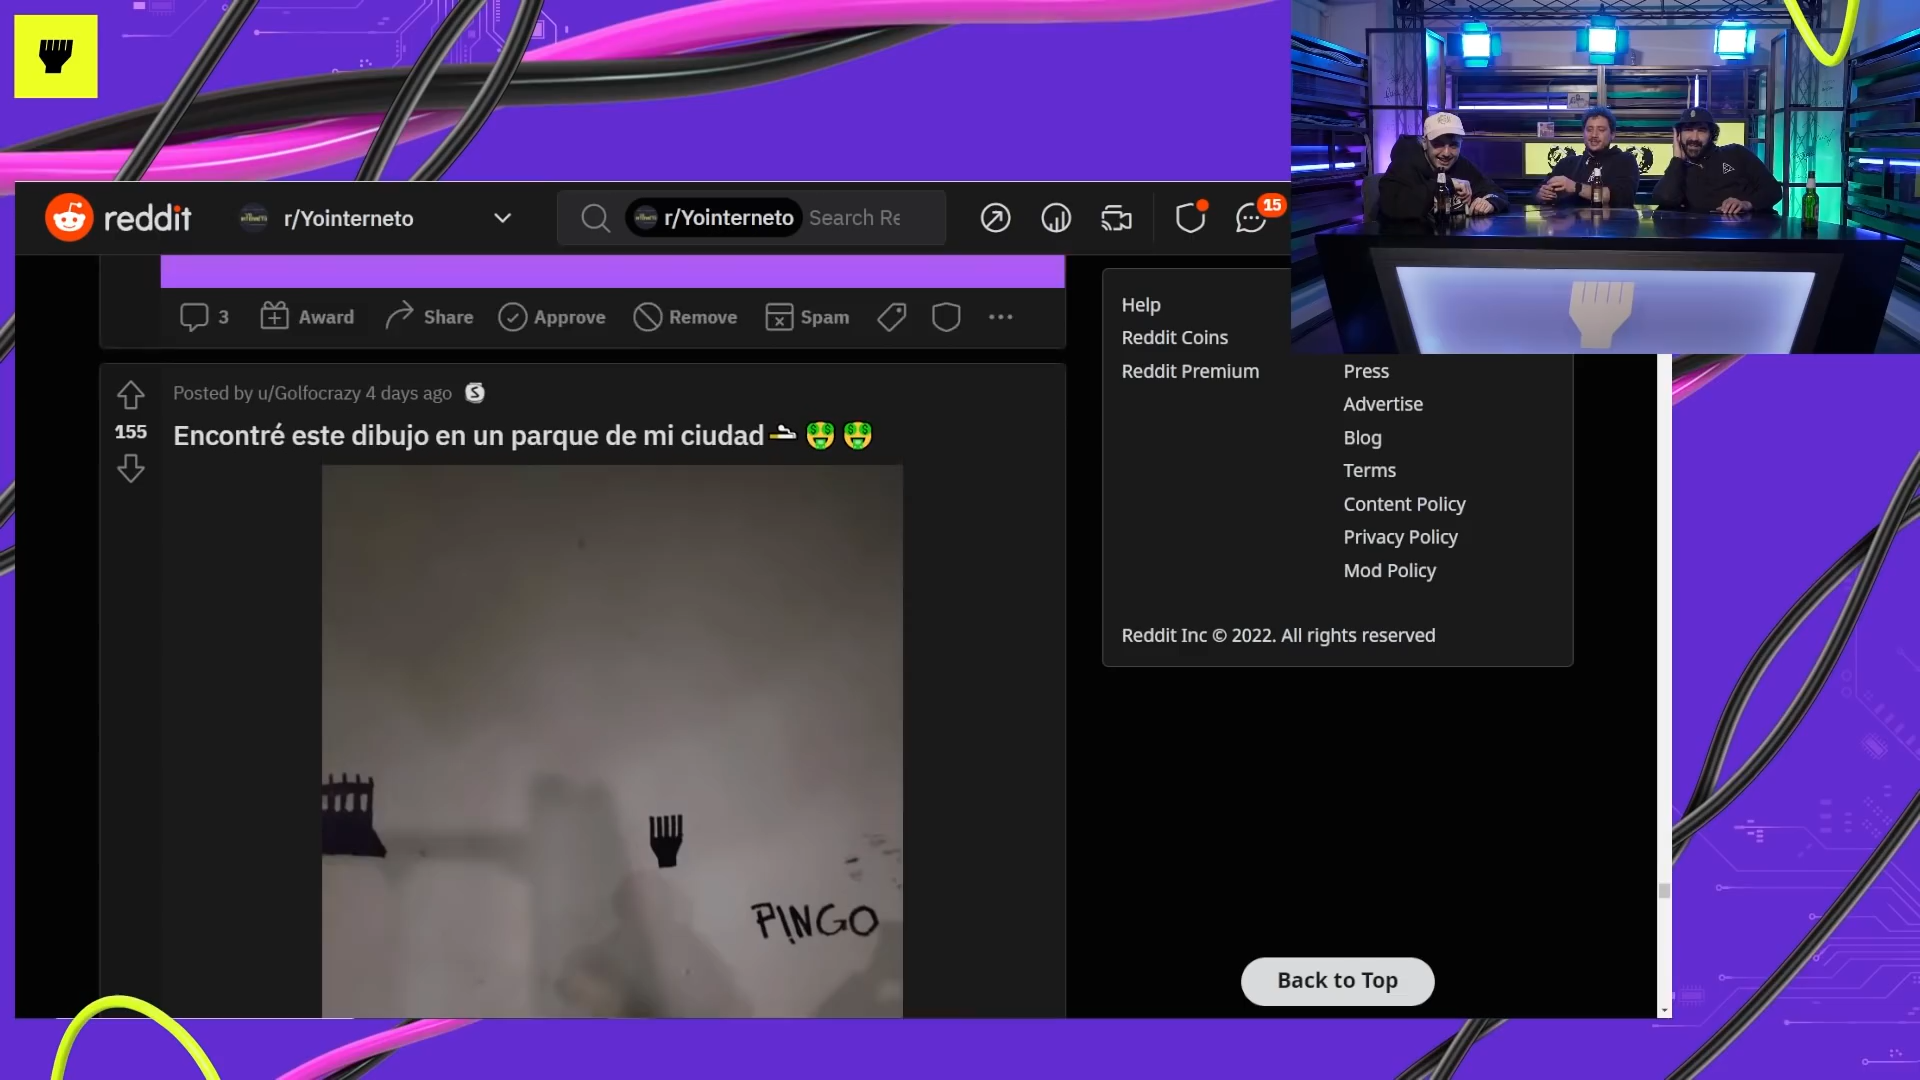 reddit
r/Yointerneto
r/Yointerneto Search Re
15
3 Award Share Approve Remove Spam
Posted by u/Golfocrazy 4 days ago
155
Encontré este dibujo en un parque de mi ciudad
PINGO
Help
Reddit Coins
Reddit Premium
Press
Advertise
Blog
Terms
Content Policy
Privacy Policy
Mod Policy
Reddit Inc © 2022. All rights reserved
Back to Top